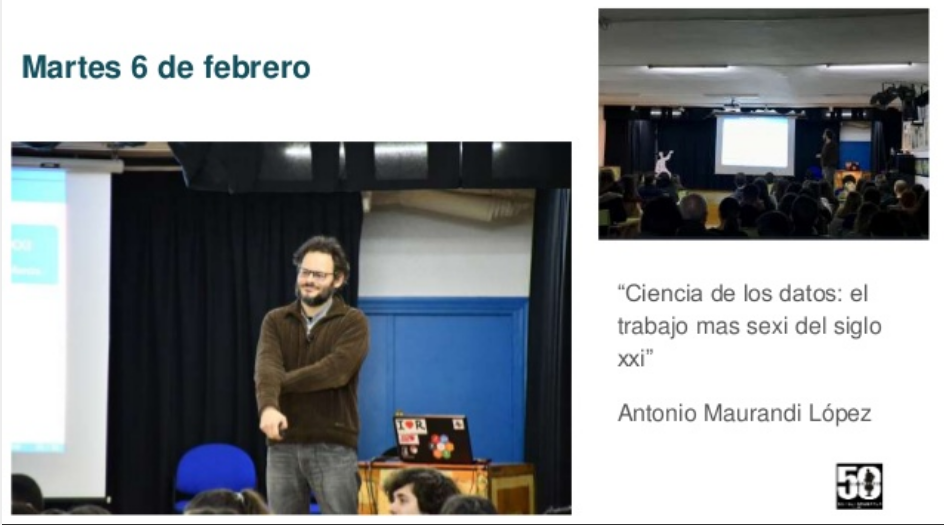 Martes 6 de febrero
“Ciencia de los datos: el
trabajo mas sexi del siglo
xxi”
Antonio Maurandi López
I ♥ R
50